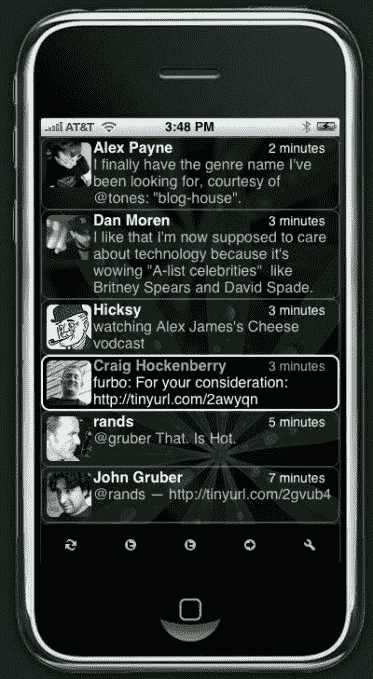 AT&T 3:48 PM
Alex Payne 2 minutes
I finally have the genre name I've
been looking for, courtesy of
@tones: "blog-house".
Dan Moren 3 minutes
I like that I'm now supposed to care
about technology because it's
wowing "A-list celebrities" like
Britney Spears and David Spade.
Hicksy 3 minutes
watching Alex James's Cheese
vodcast
Craig Hockenberry 3 minutes
furbo: For your consideration:
http://tinyurl.com/2awyqn
rands 5 minutes
@gruber That. Is Hot.
John Gruber 7 minutes
@rands — http://tinyurl.com/2gvub4